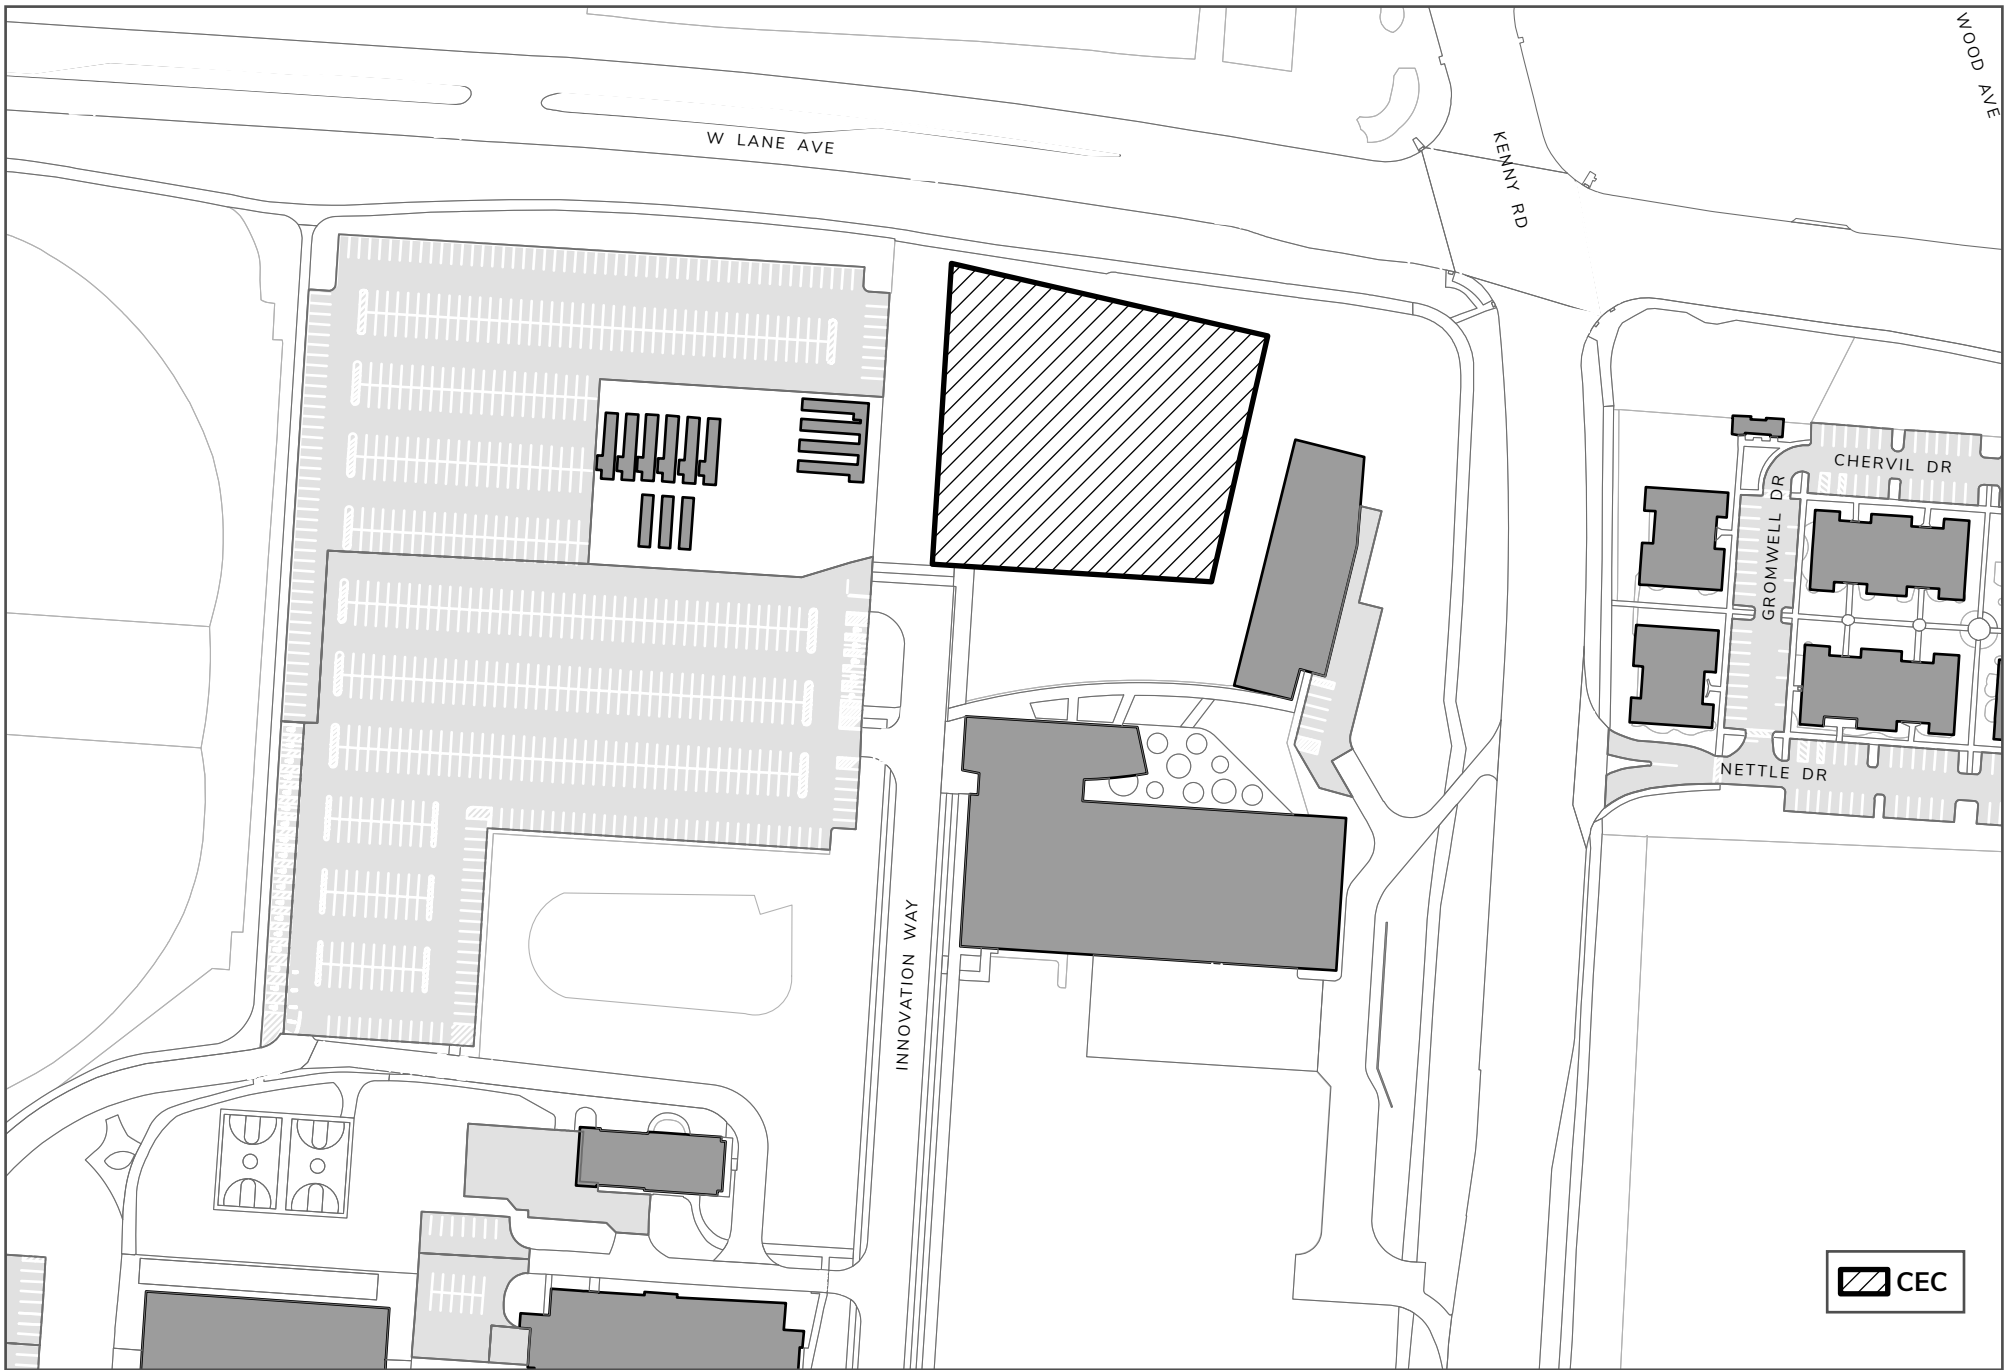 WOOD AVE
W LANE AVE
KENNY RD
CHERVIL DR
GROMWELL DR
NETTLE DR
INNOVATION WAY
CEC